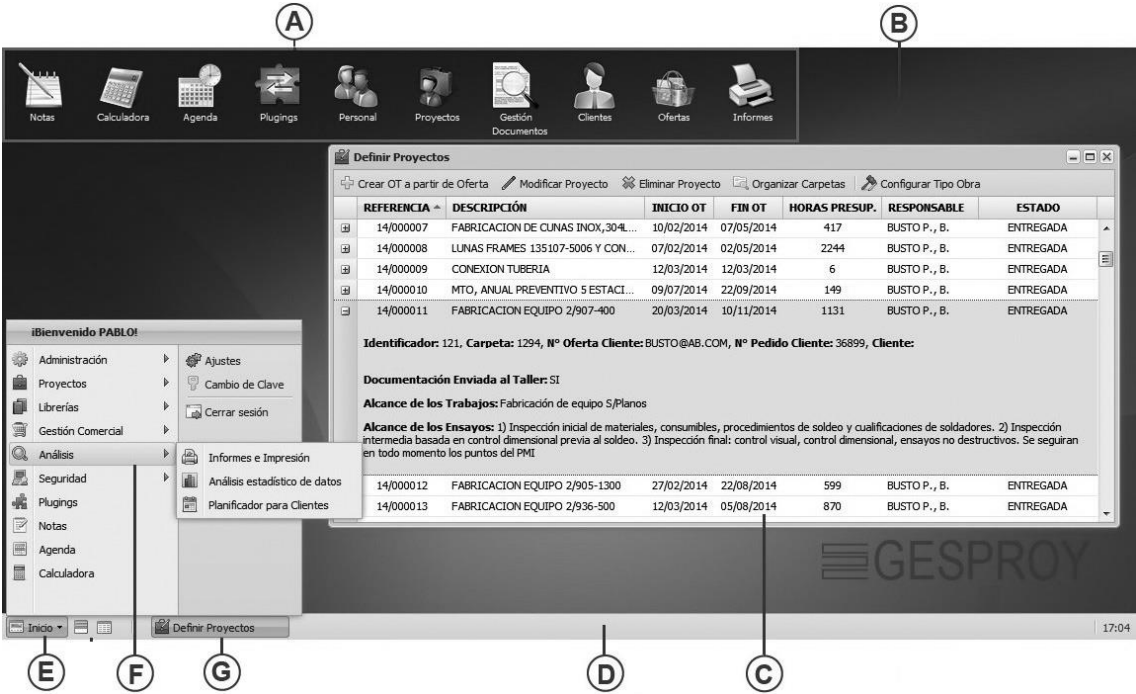 A
B
Notas
Calculadora
Agenda
Plugings
Personal
Proyectos
Gestión
Documentos
Clientes
Ofertas
Informes
Definir Proyectos
Crear OT a partir de Oferta Modificar Proyecto Eliminar Proyecto Organizar Carpetas Configurar Tipo Obra
REFERENCIA DESCRIPCIÓN INICIO OT FIN OT HORAS PRESUP. RESPONSABLE ESTADO
14/000007 FABRICACION DE CUNAS INOX,304L... 10/02/2014 07/05/2014 417 BUSTO P., B. ENTREGADA
14/000008 LUNAS FRAMES 135107-5006 Y CON... 07/02/2014 02/05/2014 2244 BUSTO P., B. ENTREGADA
14/000009 CONEXION TUBERIA 12/03/2014 12/03/2014 6 BUSTO P., B. ENTREGADA
14/000010 MTO, ANUAL PREVENTIVO 5 ESTACI... 09/07/2014 22/09/2014 149 BUSTO P., B. ENTREGADA
14/000011 FABRICACION EQUIPO 2/907-400 20/03/2014 10/11/2014 1131 BUSTO P., B. ENTREGADA
Identificador: 121, Carpeta: 1294, Nº Oferta Cliente: BUSTO@AB.COM, Nº Pedido Cliente: 36899, Cliente:
Documentación Enviada al Taller: SI
Alcance de los Trabajos: Fabricación de equipo S/Planos
Alcance de los Ensayos: 1) Inspección inicial de materiales, consumibles, procedimientos de soldeo y cualificaciones de soldadores. 2) Inspección
intermedia basada en control dimensional previa al soldeo. 3) Inspección final: control visual, control dimensional, ensayos no destructivos. Se seguiran
en todo momento los puntos del PMI
14/000012 FABRICACION EQUIPO 2/905-1300 27/02/2014 22/08/2014 599 BUSTO P., B. ENTREGADA
14/000013 FABRICACION EQUIPO 2/936-500 12/03/2014 05/08/2014 870 BUSTO P., B. ENTREGADA
¡Bienvenido PABLO!
Administración
Proyectos
Librerías
Gestión Comercial
Análisis
Seguridad
Plugings
Notas
Agenda
Calculadora
Ajustes
Cambio de Clave
Cerrar sesión
Informes e Impresión
Análisis estadístico de datos
Planificador para Clientes
GESPROY
Inicio
Definir Proyectos
17:04
E
F
G
D
C